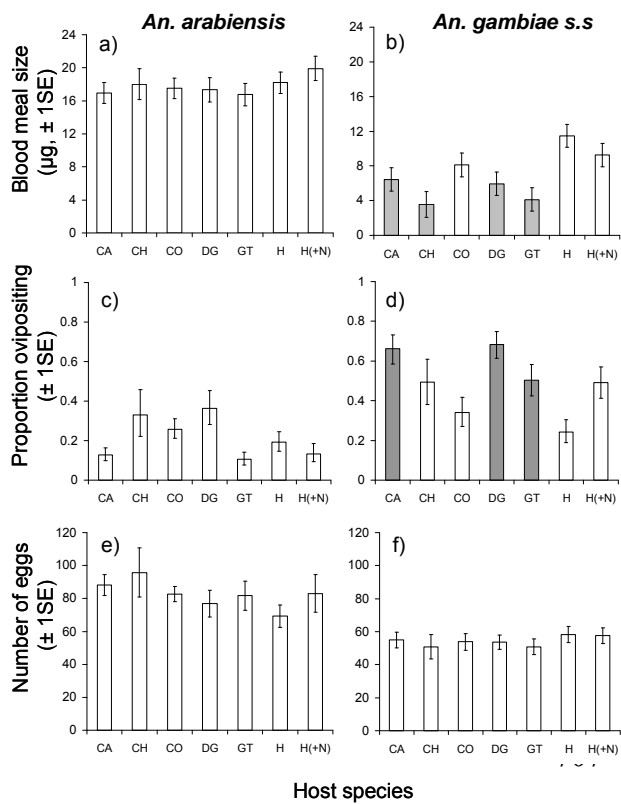 An. arabiensis
An. gambiae s.s
Blood meal size
(µg, ± 1SE)
a)
24
20
16
12
8
4
0
CA CH CO DG GT H H(+N)
b)
24
20
16
12
8
4
0
CA CH CO DG GT H H(+N)
Proportion ovipositing
(± 1SE)
c)
1
0.8
0.6
0.4
0.2
0
CA CH CO DG GT H H(+N)
d)
1
0.8
0.6
0.4
0.2
0
CA CH CO DG GT H H(+N)
Number of eggs
(± 1SE)
e)
120
100
80
60
40
20
0
CA CH CO DG GT H H(+N)
f)
120
100
80
60
40
20
0
CA CH CO DG GT H H(+N)
Host species